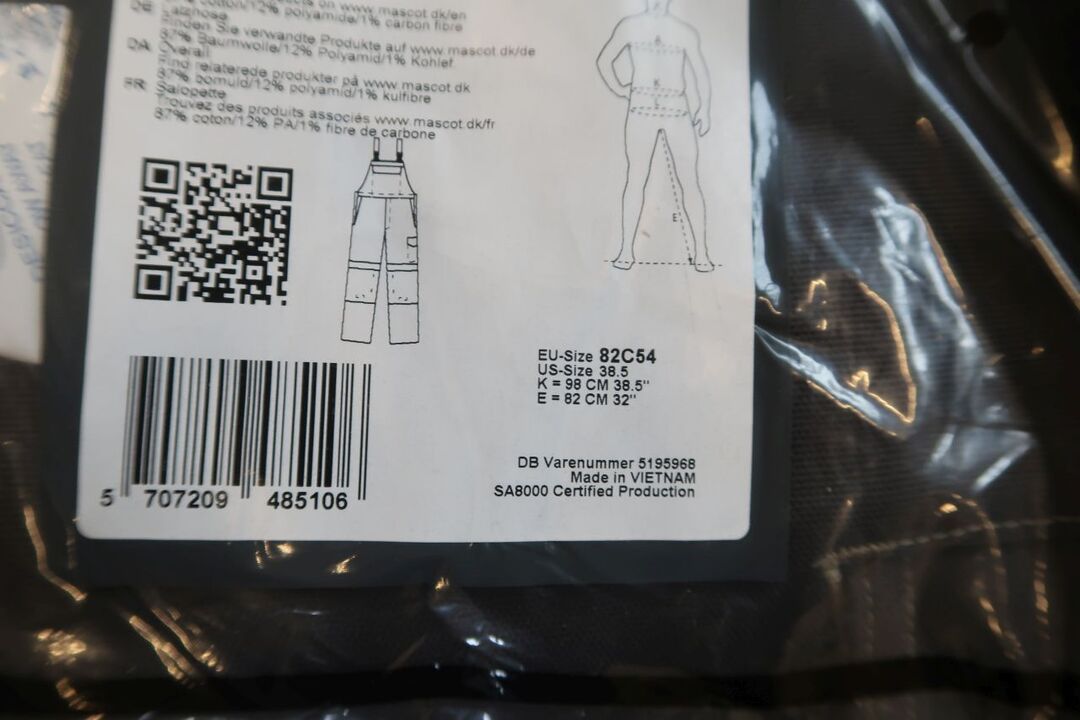 cotton/12% polyamide/1% carbon fibre
DE Latzhose
Finden Sie verwandte Produkte auf www.mascot.dk/de
87% Baumwolle/12% Polyamid/1% Kohlef
DA Overall
Find relaterede produkter på www.mascot.dk
87% bomuld/12% polyamid/1% kulfibre
FR Salopette
Trouvez des produits associés www.mascot.dk/fr
87% coton/12% PA/1% fibre de carbone
K
E
EU-Size 82C54
US-Size 38.5
K = 98 CM 38.5"
E = 82 CM 32"
DB Varenummer 5195968
Made in VIETNAM
SA8000 Certified Production
5 707209 485106